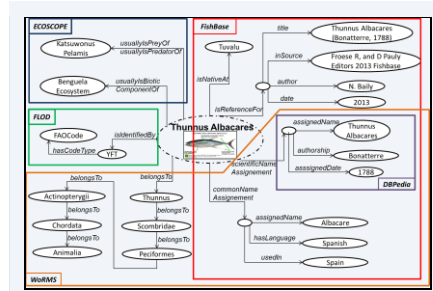 ECOSCOPE
Katsuwonus
Pelamis
usuallyIsPreyOf
usuallyIsPredatorOf
Benguela
Ecosystem
usuallyIsBiotic
ComponentOf
FLOD
FAOCode
isIdentifiedBy
hasCodeType
YFT
FishBase
Tuvalu
isNativeAt
title
Thunnus Albacares
(Bonatterre, 1788)
inSource
Froese R, and D Pauly
Editors 2013 Fishbase
author
N. Baily
date
2013
isReferenceFor
Thunnus Albacares
scientificName
Assignement
assignedName
Thunnus
Albacares
authorship
Bonatterre
asssignedDate
1788
DBPedia
commonName
Assignement
assignedName
Albacare
hasLanguage
Spanish
usedIn
Spain
belongsTo
belongsTo
Actinopterygii
Thunnus
belongsTo
belongsTo
Chordata
Scombridae
belongsTo
belongsTo
Animalia
Peciformes
WoRMS